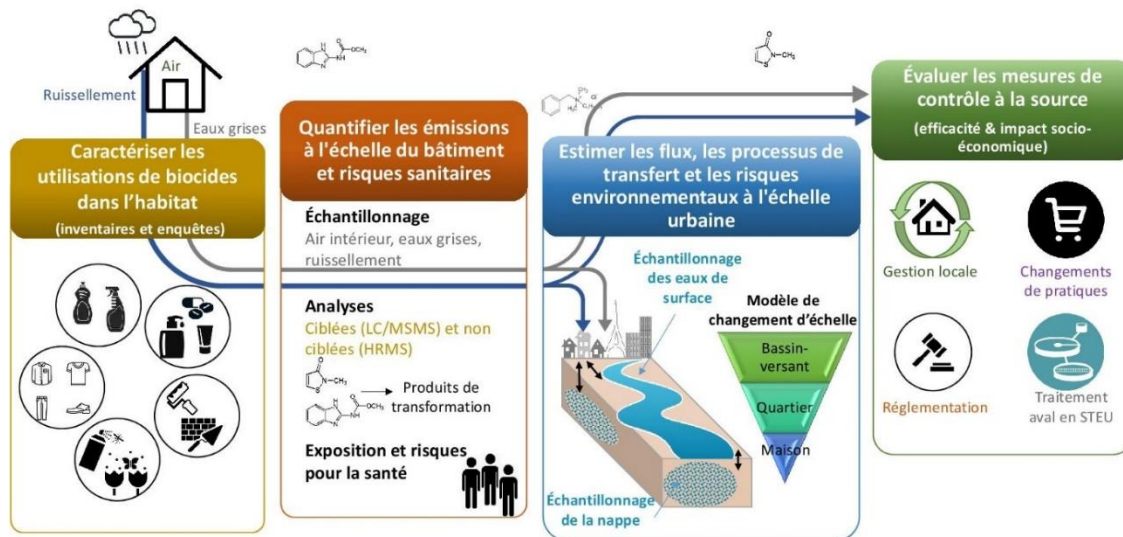 Air
Ruissellement
Eaux grises
Caractériser les
utilisations de biocides
dans l’habitat
(inventaires et enquêtes)
Quantifier les émissions
à l'échelle du bâtiment
et risques sanitaires
Échantillonnage
Air intérieur, eaux grises,
ruissellement
Analyses
Ciblées (LC/MSMS) et non
ciblées (HRMS)
Produits de
transformation
Exposition et risques
pour la santé
Estimer les flux, les processus de
transfert et les risques
environnementaux à l'échelle
urbaine
Échantillonnage
des eaux de
surface
Modèle de
changement d’échelle
Bassin-
versant
Quartier
Maison
Échantillonnage
de la nappe
Évaluer les mesures de
contrôle à la source
(efficacité & impact socio-
économique)
Gestion locale
Changements
de pratiques
Réglementation
Traitement
aval en STEU